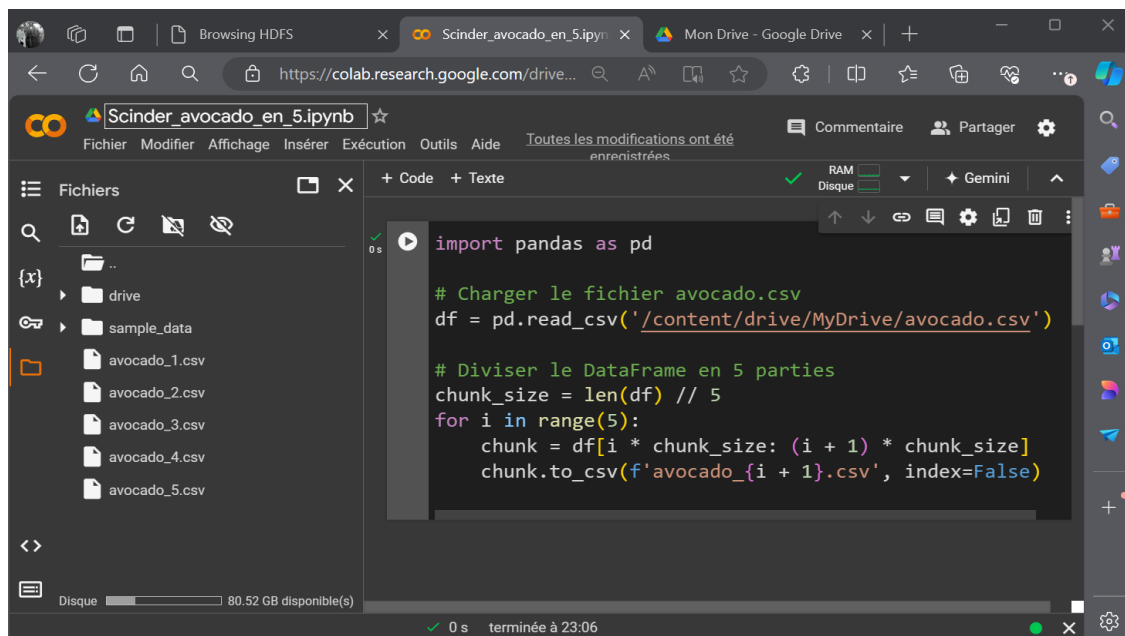 Browsing HDFS
Scinder_avocado_en_5.ipyn
Mon Drive - Google Drive
https://colab.research.google.com/drive...
Scinder_avocado_en_5.ipynb
Fichier Modifier Affichage Insérer Exécution Outils Aide
Toutes les modifications ont été
enregistrées
Commentaire
Partager
Fichiers
+ Code + Texte
RAM
Disque
Gemini
..
drive
sample_data
avocado_1.csv
avocado_2.csv
avocado_3.csv
avocado_4.csv
avocado_5.csv
{x}
Disque
80.52 GB disponible(s)
0 s
import pandas as pd
# Charger le fichier avocado.csv
df = pd.read_csv('/content/drive/MyDrive/avocado.csv')
# Diviser le DataFrame en 5 parties
chunk_size = len(df) // 5
for i in range(5):
    chunk = df[i * chunk_size: (i + 1) * chunk_size]
    chunk.to_csv(f'avocado_{i + 1}.csv', index=False)
0 s terminée à 23:06